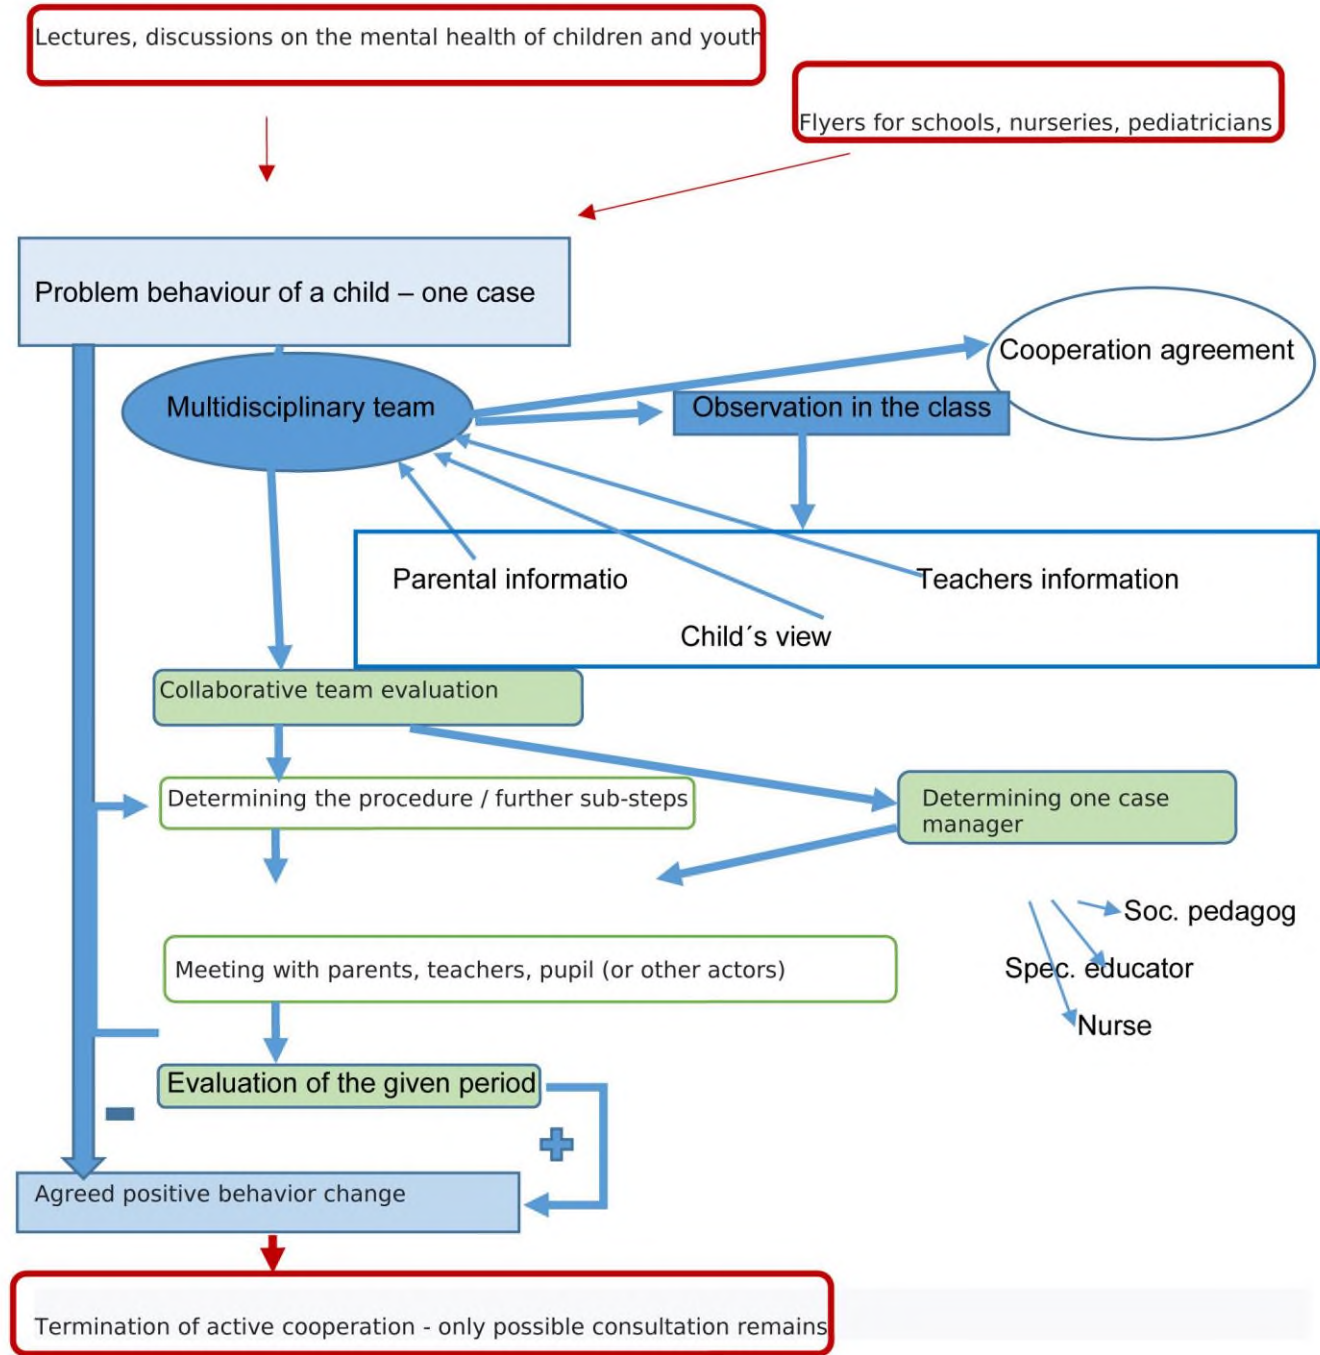 Lectures, discussions on the mental health of children and youth
Flyers for schools, nurseries, pediatricians
Problem behaviour of a child – one case
Cooperation agreement
Multidisciplinary team
Observation in the class
Parental informatio
Teachers information
Child´s view
Collaborative team evaluation
Determining the procedure / further sub-steps
Determining one case
manager
Soc. pedagog
Spec. educator
Nurse
Meeting with parents, teachers, pupil (or other actors)
Evaluation of the given period
Agreed positive behavior change
Termination of active cooperation - only possible consultation remains